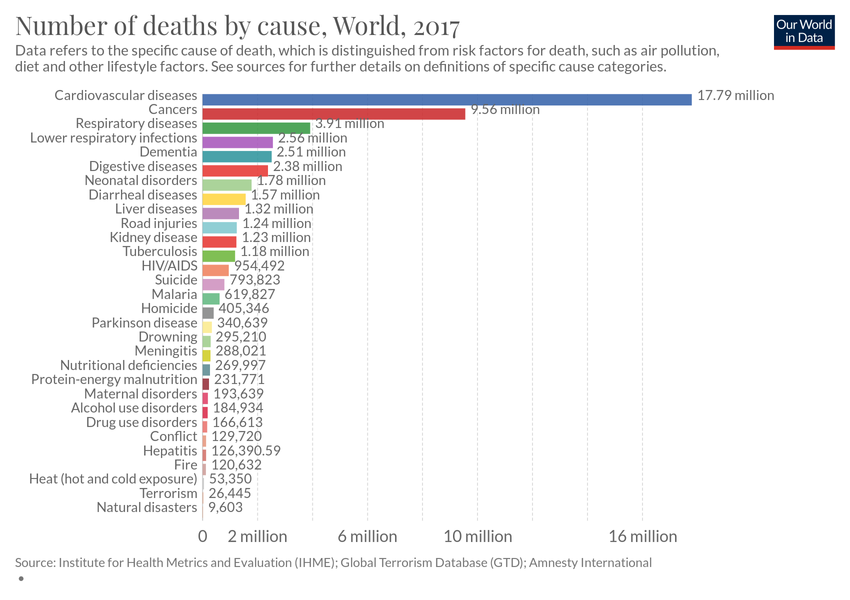 Number of deaths by cause, World, 2017
Our World
in Data
Data refers to the specific cause of death, which is distinguished from risk factors for death, such as air pollution,
diet and other lifestyle factors. See sources for further details on definitions of specific cause categories.
Cardiovascular diseases 17.79 million
Cancers 9.56 million
Respiratory diseases 3.91 million
Lower respiratory infections 2.56 million
Dementia 2.51 million
Digestive diseases 2.38 million
Neonatal disorders 1.78 million
Diarrheal diseases 1.57 million
Liver diseases 1.32 million
Road injuries 1.24 million
Kidney disease 1.23 million
Tuberculosis 1.18 million
HIV/AIDS 954,492
Suicide 793,823
Malaria 619,827
Homicide 405,346
Parkinson disease 340,639
Drowning 295,210
Meningitis 288,021
Nutritional deficiencies 269,997
Protein-energy malnutrition 231,771
Maternal disorders 193,639
Alcohol use disorders 184,934
Drug use disorders 166,613
Conflict 129,720
Hepatitis 126,390.59
Fire 120,632
Heat (hot and cold exposure) 53,350
Terrorism 26,445
Natural disasters 9,603
0 2 million 6 million 10 million 16 million
Source: Institute for Health Metrics and Evaluation (IHME); Global Terrorism Database (GTD); Amnesty International
•